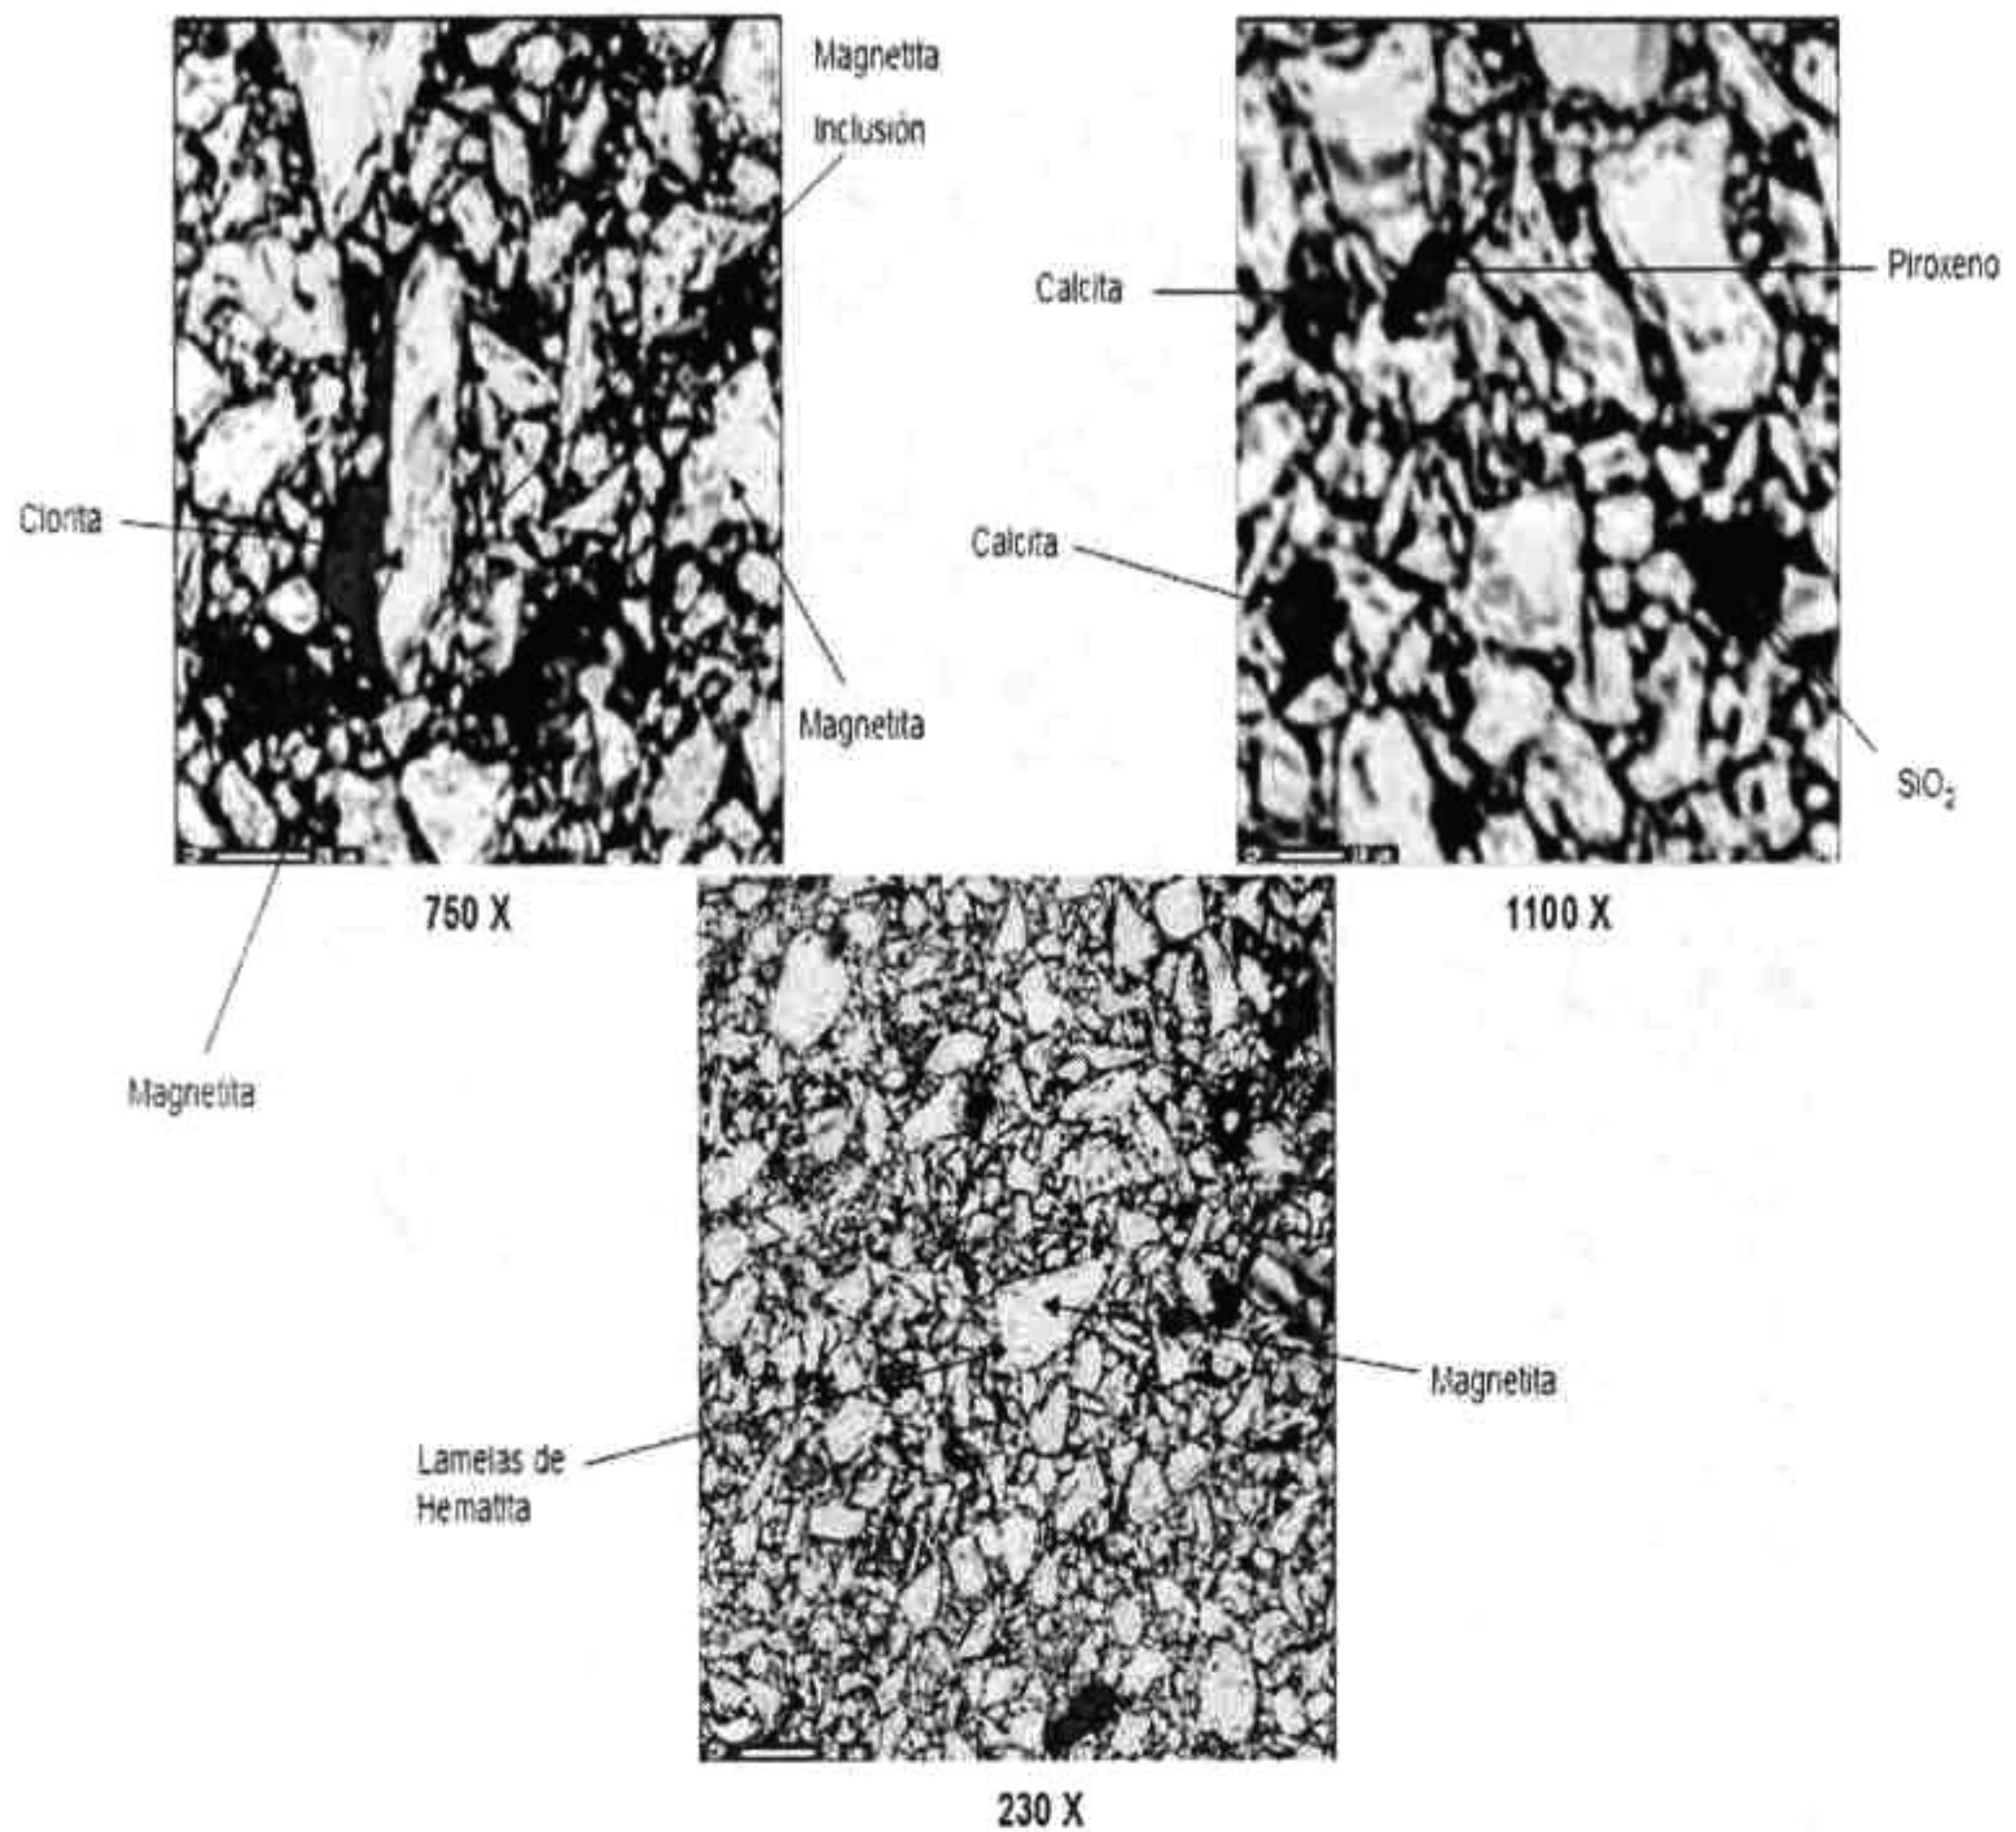 Magnetita
Inclusión
Clorita
Magnetita
750 X
Magnetita
Calcita
Piroxeno
Calcita
SiO₂
1100 X
Magnetita
Lamelas de
Hematita
230 X